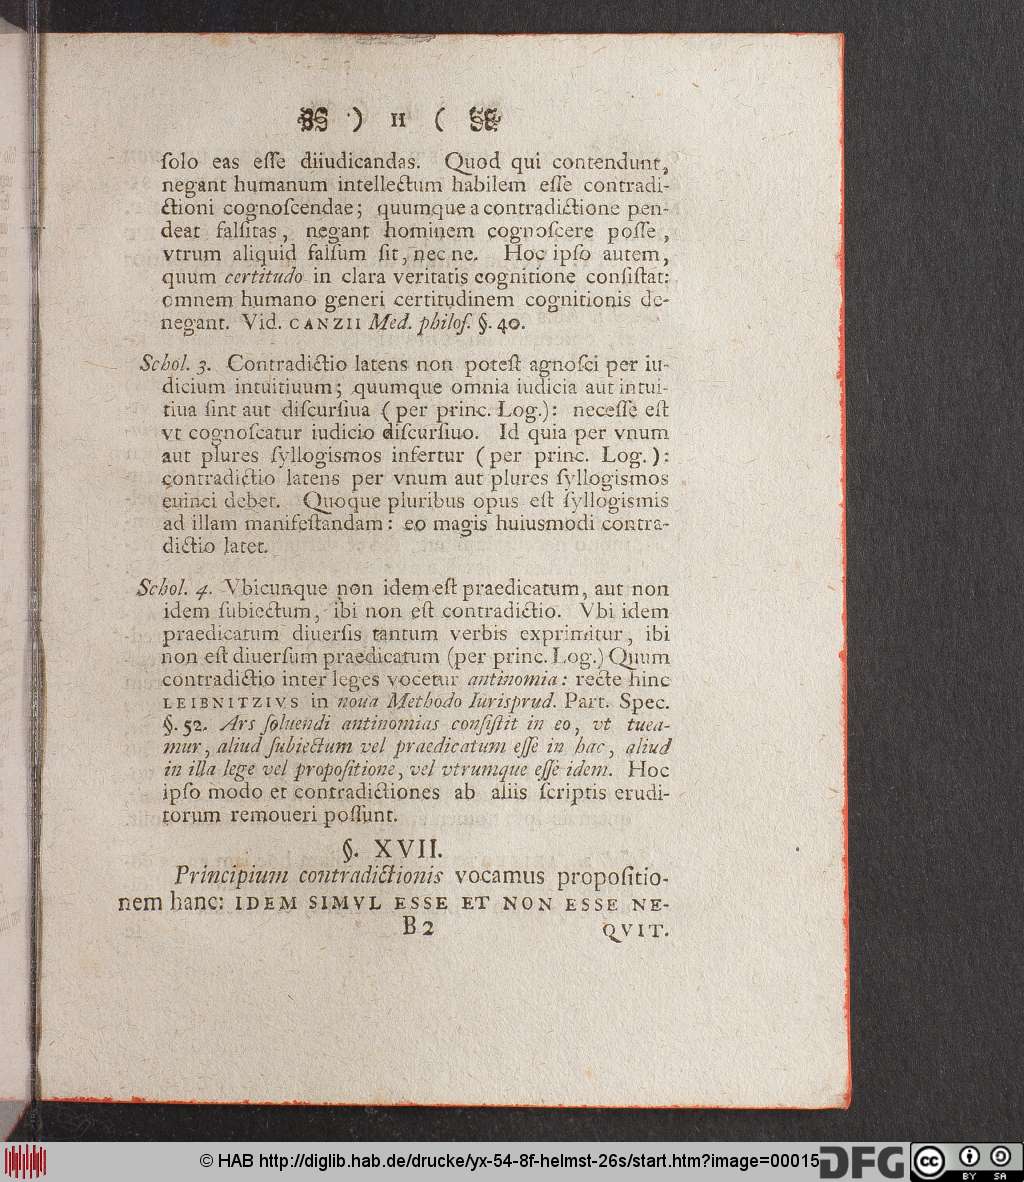 ) 11 (
ſolo eas eſſe diiudicandas. Quod qui contendunt,
negant humanum intellectum habilem eſſe contradi-
ctioni cognoſcendae; quumque a contradictione pen-
deat falſitas, negant hominem cognoſcere poſſe,
vtrum aliquid falſum ſit, nec ne. Hoc ipſo autem,
quum certitudo in clara veritatis cognitione conſiſtat:
omnem humano generi certitudinem cognitionis de-
negant. Vid. CANZII Med. philoſ. §. 40.
Schol. 3. Contradictio latens non poteſt agnoſci per iu-
dicium intuitiuum; quumque omnia iudicia aut intui-
tiua ſint aut diſcurſiua (per princ. Log.): neceſſe eſt
vt cognoſcatur iudicio diſcurſiuo. Id quia per vnum
aut plures ſyllogismos infertur (per princ. Log.):
contradictio latens per vnum aut plures ſyllogismos
euinci debet. Quoque pluribus opus eſt ſyllogismis
ad illam manifeſtandam: eo magis huiusmodi contra-
dictio latet.
Schol. 4. Vbicunque non idem eſt praedicatum, aut non
idem ſubiectum, ibi non eſt contradictio. Vbi idem
praedicatum diuerſis tantum verbis exprimitur, ibi
non eſt diuerſum praedicatum (per princ. Log.) Quum
contradictio inter leges vocetur antinomia: recte hinc
LEIBNITZIVS in noua Methodo Iurisprud. Part. Spec.
§. 52. Ars ſoluendi antinomias conſiſtit in eo, vt tuea-
mur, aliud ſubiectum vel praedicatum eſſe in hac, aliud
in illa lege vel propoſitione, vel vtrumque eſſe idem. Hoc
ipſo modo et contradictiones ab aliis ſcriptis erudi-
torum remoueri poſſunt.
§. XVII.
Principium contradictionis vocamus propoſitio-
nem hanc: IDEM SIMVL ESSE ET NON ESSE NE-
B 2 QVIT.
© HAB http://diglib.hab.de/drucke/yx-54-8f-helmst-26s/start.htm?image=00015
DFG
cc BY SA